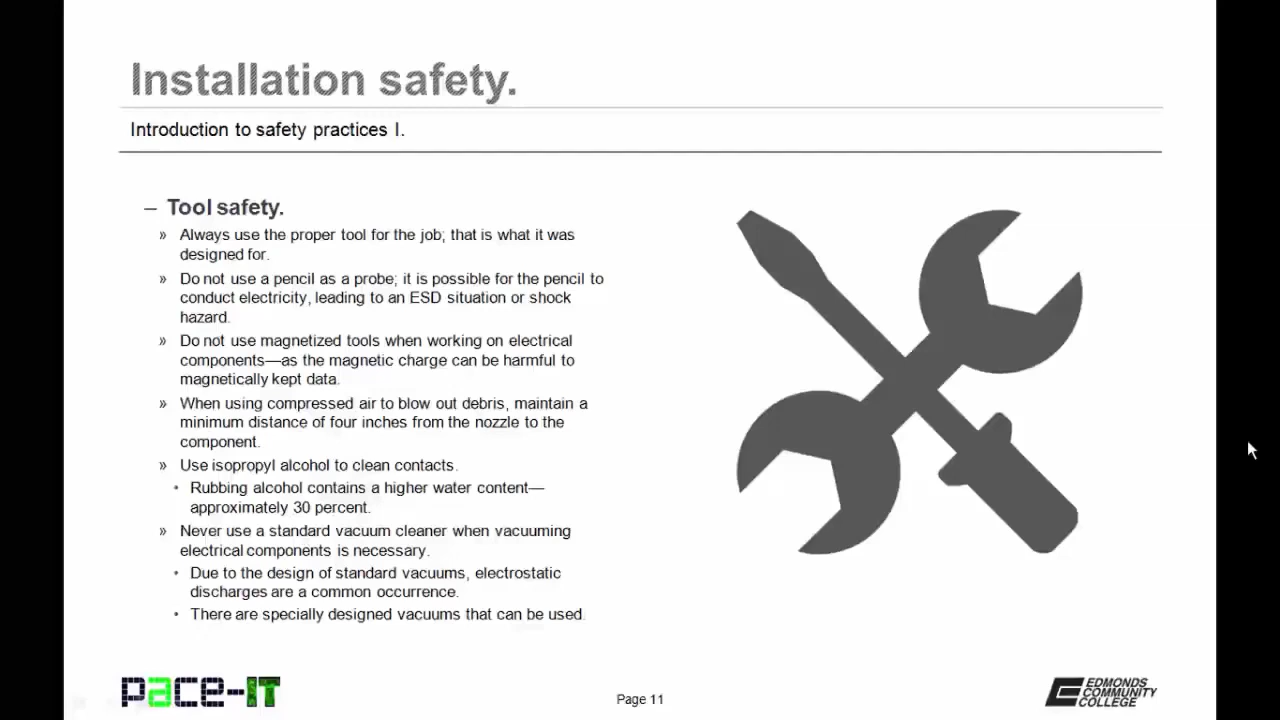 Installation safety.
Introduction to safety practices I.
– Tool safety.
» Always use the proper tool for the job; that is what it was
designed for.
» Do not use a pencil as a probe; it is possible for the pencil to
conduct electricity, leading to an ESD situation or shock
hazard.
» Do not use magnetized tools when working on electrical
components—as the magnetic charge can be harmful to
magnetically kept data.
» When using compressed air to blow out debris, maintain a
minimum distance of four inches from the nozzle to the
component.
» Use isopropyl alcohol to clean contacts.
• Rubbing alcohol contains a higher water content—
approximately 30 percent.
» Never use a standard vacuum cleaner when vacuuming
electrical components is necessary.
• Due to the design of standard vacuums, electrostatic
discharges are a common occurrence.
• There are specially designed vacuums that can be used.
pace-IT
Page 11
EDMONDS
COMMUNITY
COLLEGE